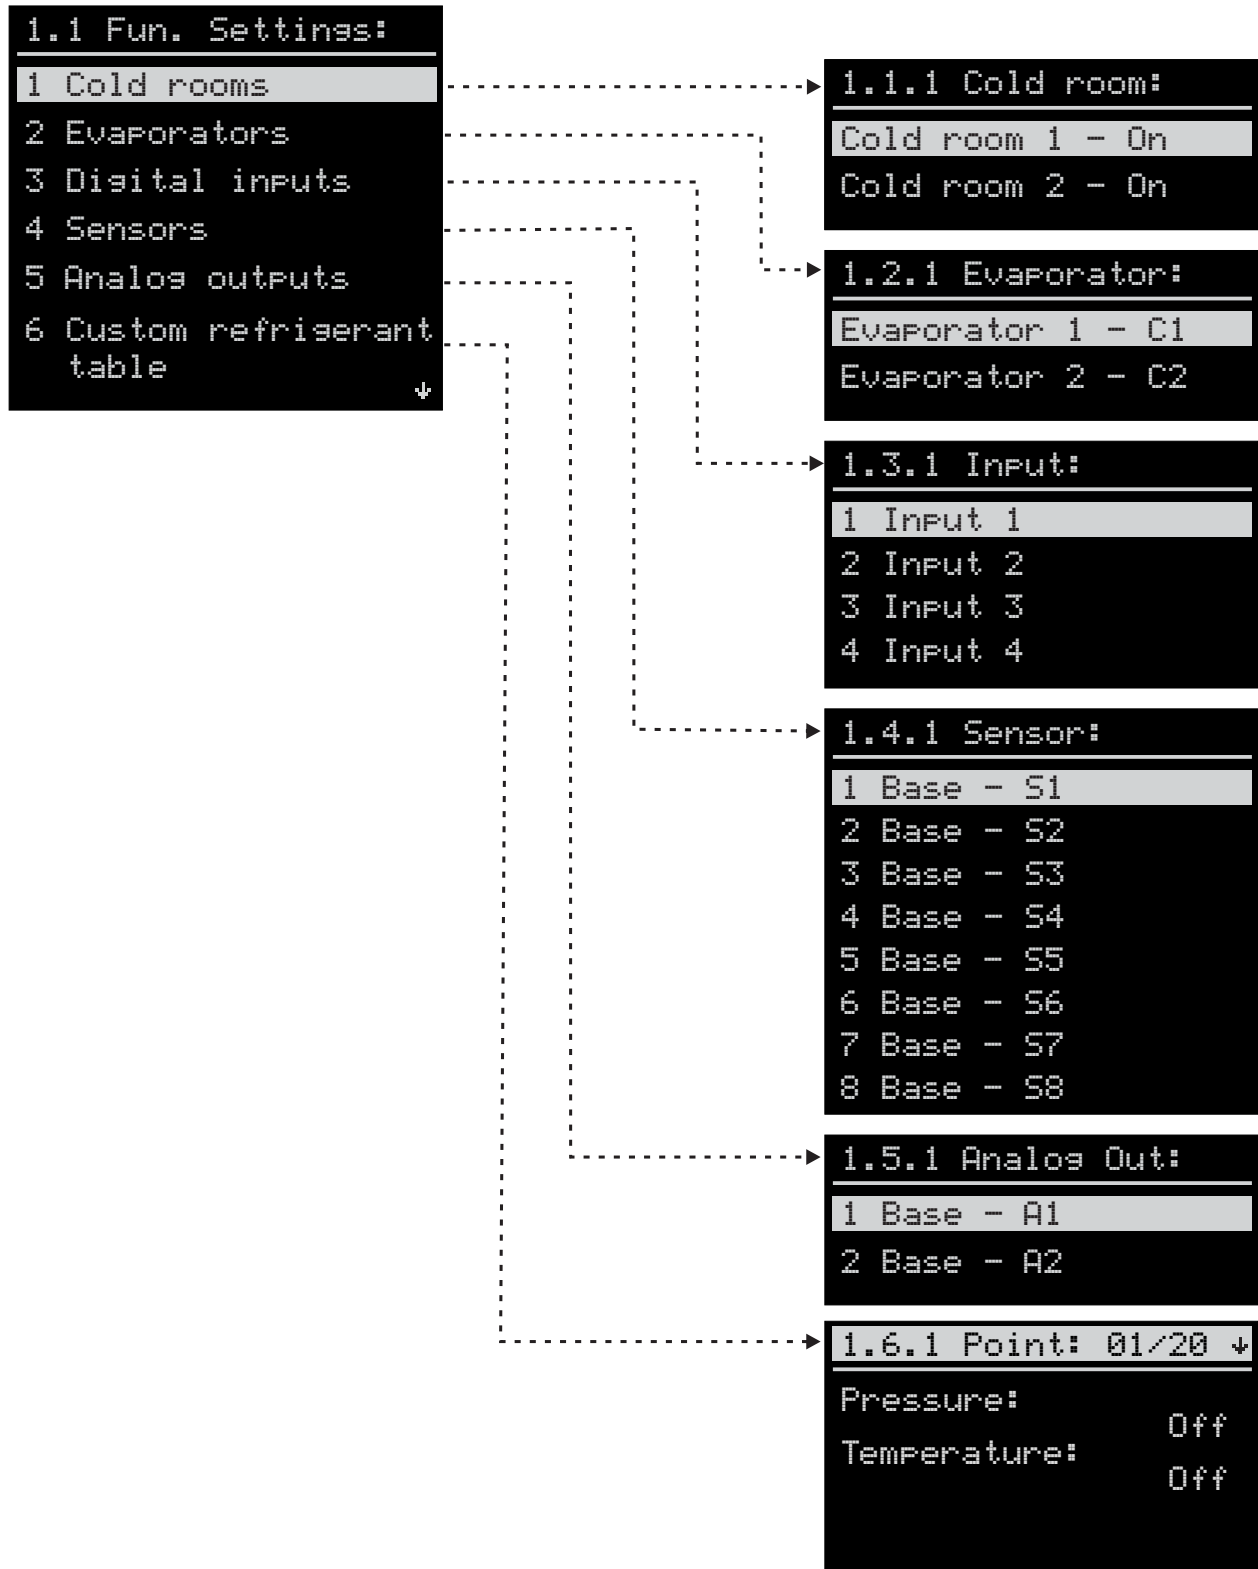 1.1 Fun. Settings:
1 Cold rooms
2 Evaporators
3 Digital inputs
4 Sensors
5 Analog outputs
6 Custom refrigerant
table
↓
1.1.1 Cold room:
Cold room 1 - On
Cold room 2 - On
1.2.1 Evaporator:
Evaporator 1 - C1
Evaporator 2 - C2
1.3.1 Input:
1 Input 1
2 Input 2
3 Input 3
4 Input 4
1.4.1 Sensor:
1 Base - S1
2 Base - S2
3 Base - S3
4 Base - S4
5 Base - S5
6 Base - S6
7 Base - S7
8 Base - S8
1.5.1 Analog Out:
1 Base - A1
2 Base - A2
1.6.1 Point: 01/20 ↓
Pressure:
Off
Temperature:
Off